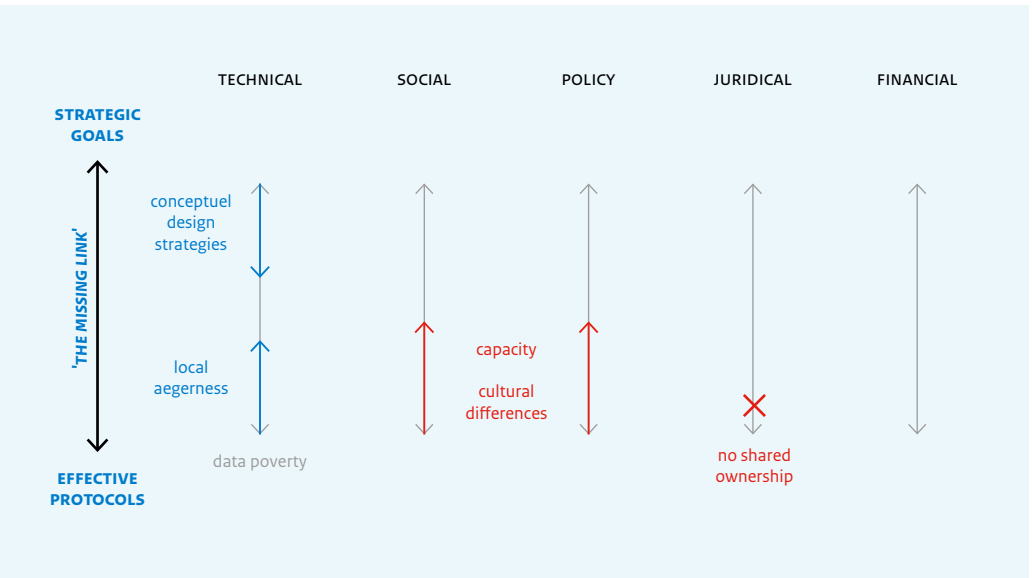 TECHNICAL
SOCIAL
POLICY
JURIDICAL
FINANCIAL
STRATEGIC
GOALS
'THE MISSING LINK'
EFFECTIVE
PROTOCOLS
conceptuel
design
strategies
local
aegerness
data poverty
capacity
cultural
differences
no shared
ownership